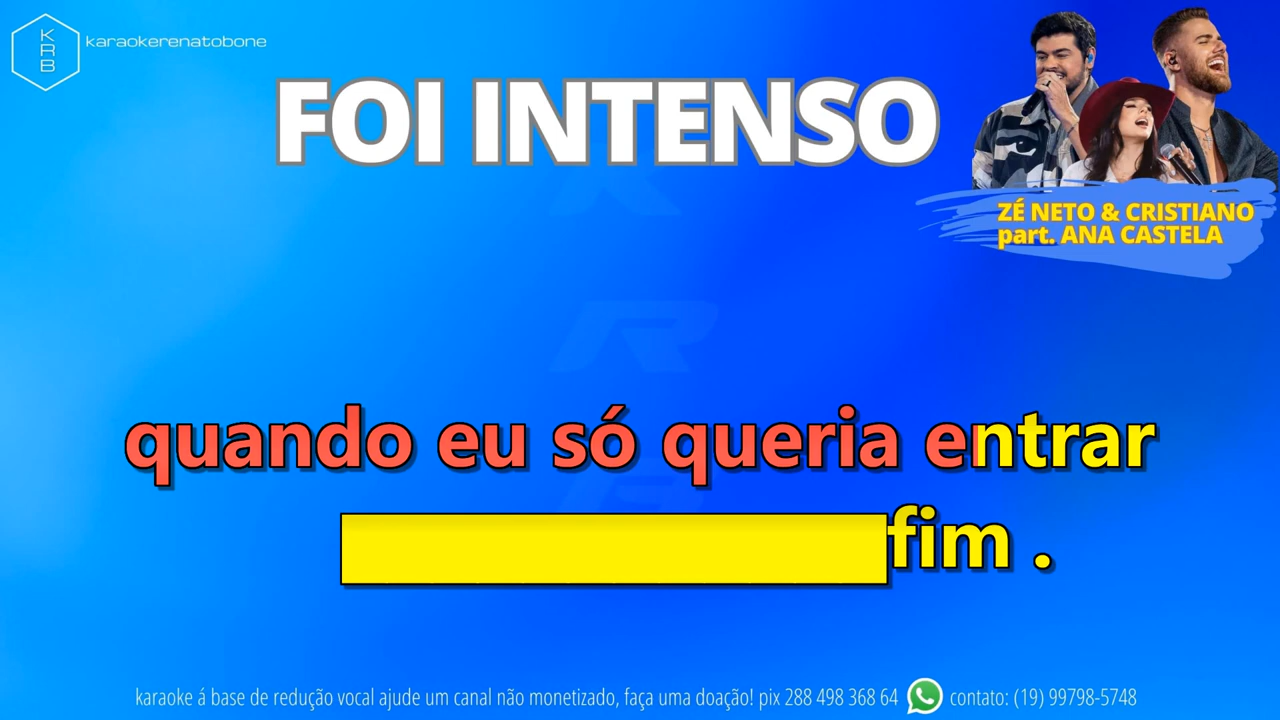 KRB
karaokerenatobone
FOI INTENSO
ZÉ NETO & CRISTIANO
part. ANA CASTELA
quando eu só queria entrar
fim .
karaoke á base de redução vocal ajude um canal não monetizado, faça uma doação! pix 288 498 368 64 contato: (19) 99798-5748